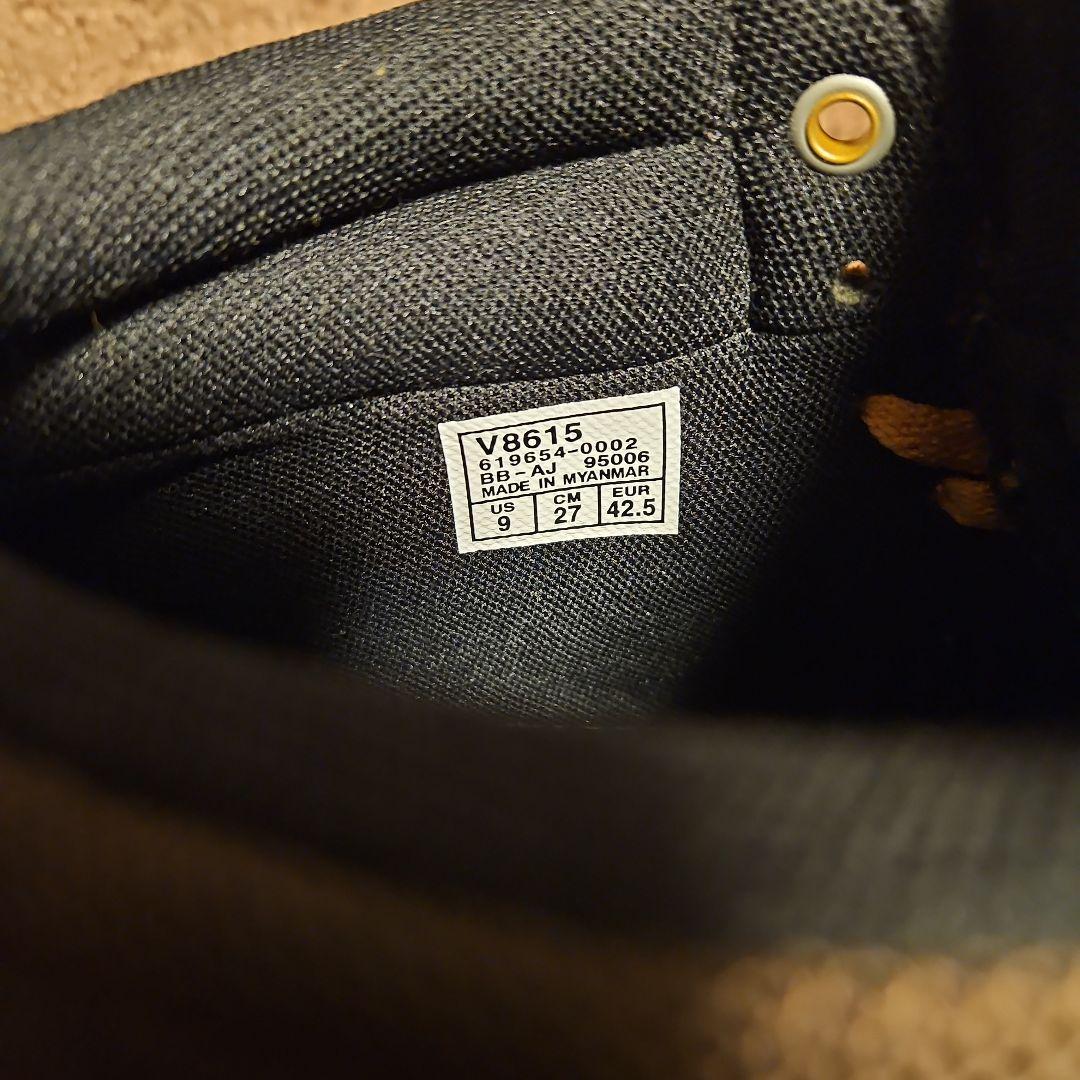 V8615
619654-0002
BB-AJ 95006
MADE IN MYANMAR
US CM EUR
9 27 42.5